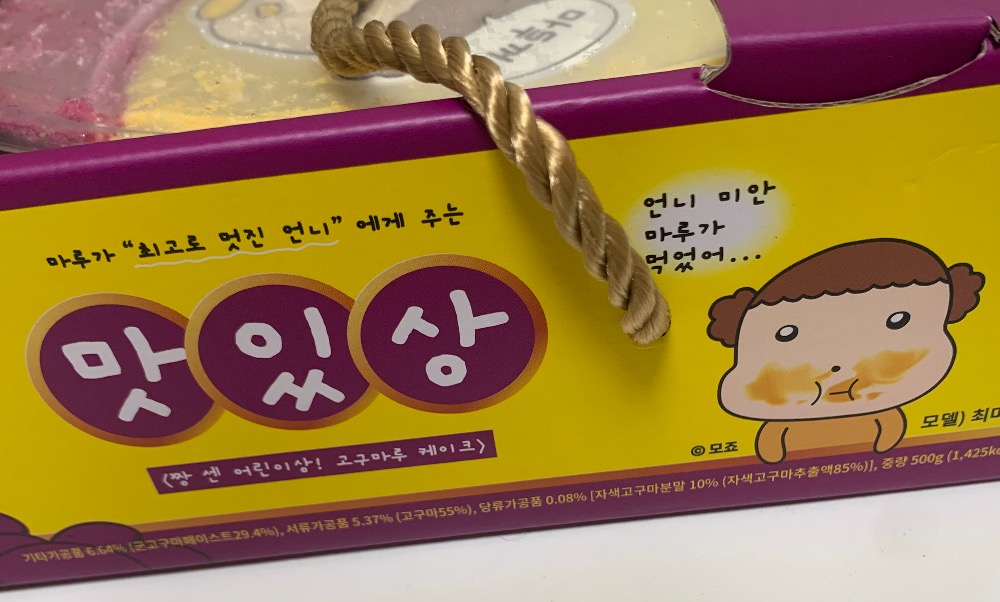 마루가 “최고로 멋진 언니” 에게 주는
맛있상
〈짱 센 어린이상! 고구마루 케이크〉
언니 미안
마루가
먹었어...
모델) 최마
© 모죠
기타가공품 6.64% [군고구마페이스트29.4%), 서류가공품 5.37% (고구마55%), 당류가공품 0.08% [자색고구마분말 10% (자색고구마추출액85%)], 중량 500g (1,425kc